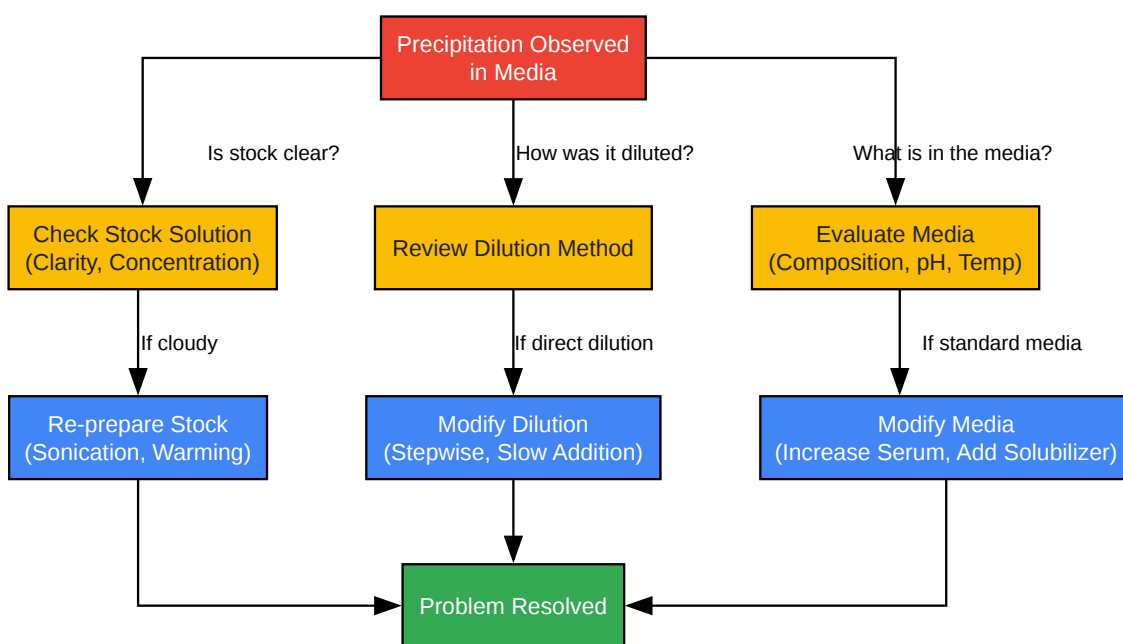 Precipitation Observed
in Media
Is stock clear?
How was it diluted?
What is in the media?
Check Stock Solution
(Clarity, Concentration)
Review Dilution Method
Evaluate Media
(Composition, pH, Temp)
If cloudy
If direct dilution
If standard media
Re-prepare Stock
(Sonication, Warming)
Modify Dilution
(Stepwise, Slow Addition)
Modify Media
(Increase Serum, Add Solubilizer)
Problem Resolved